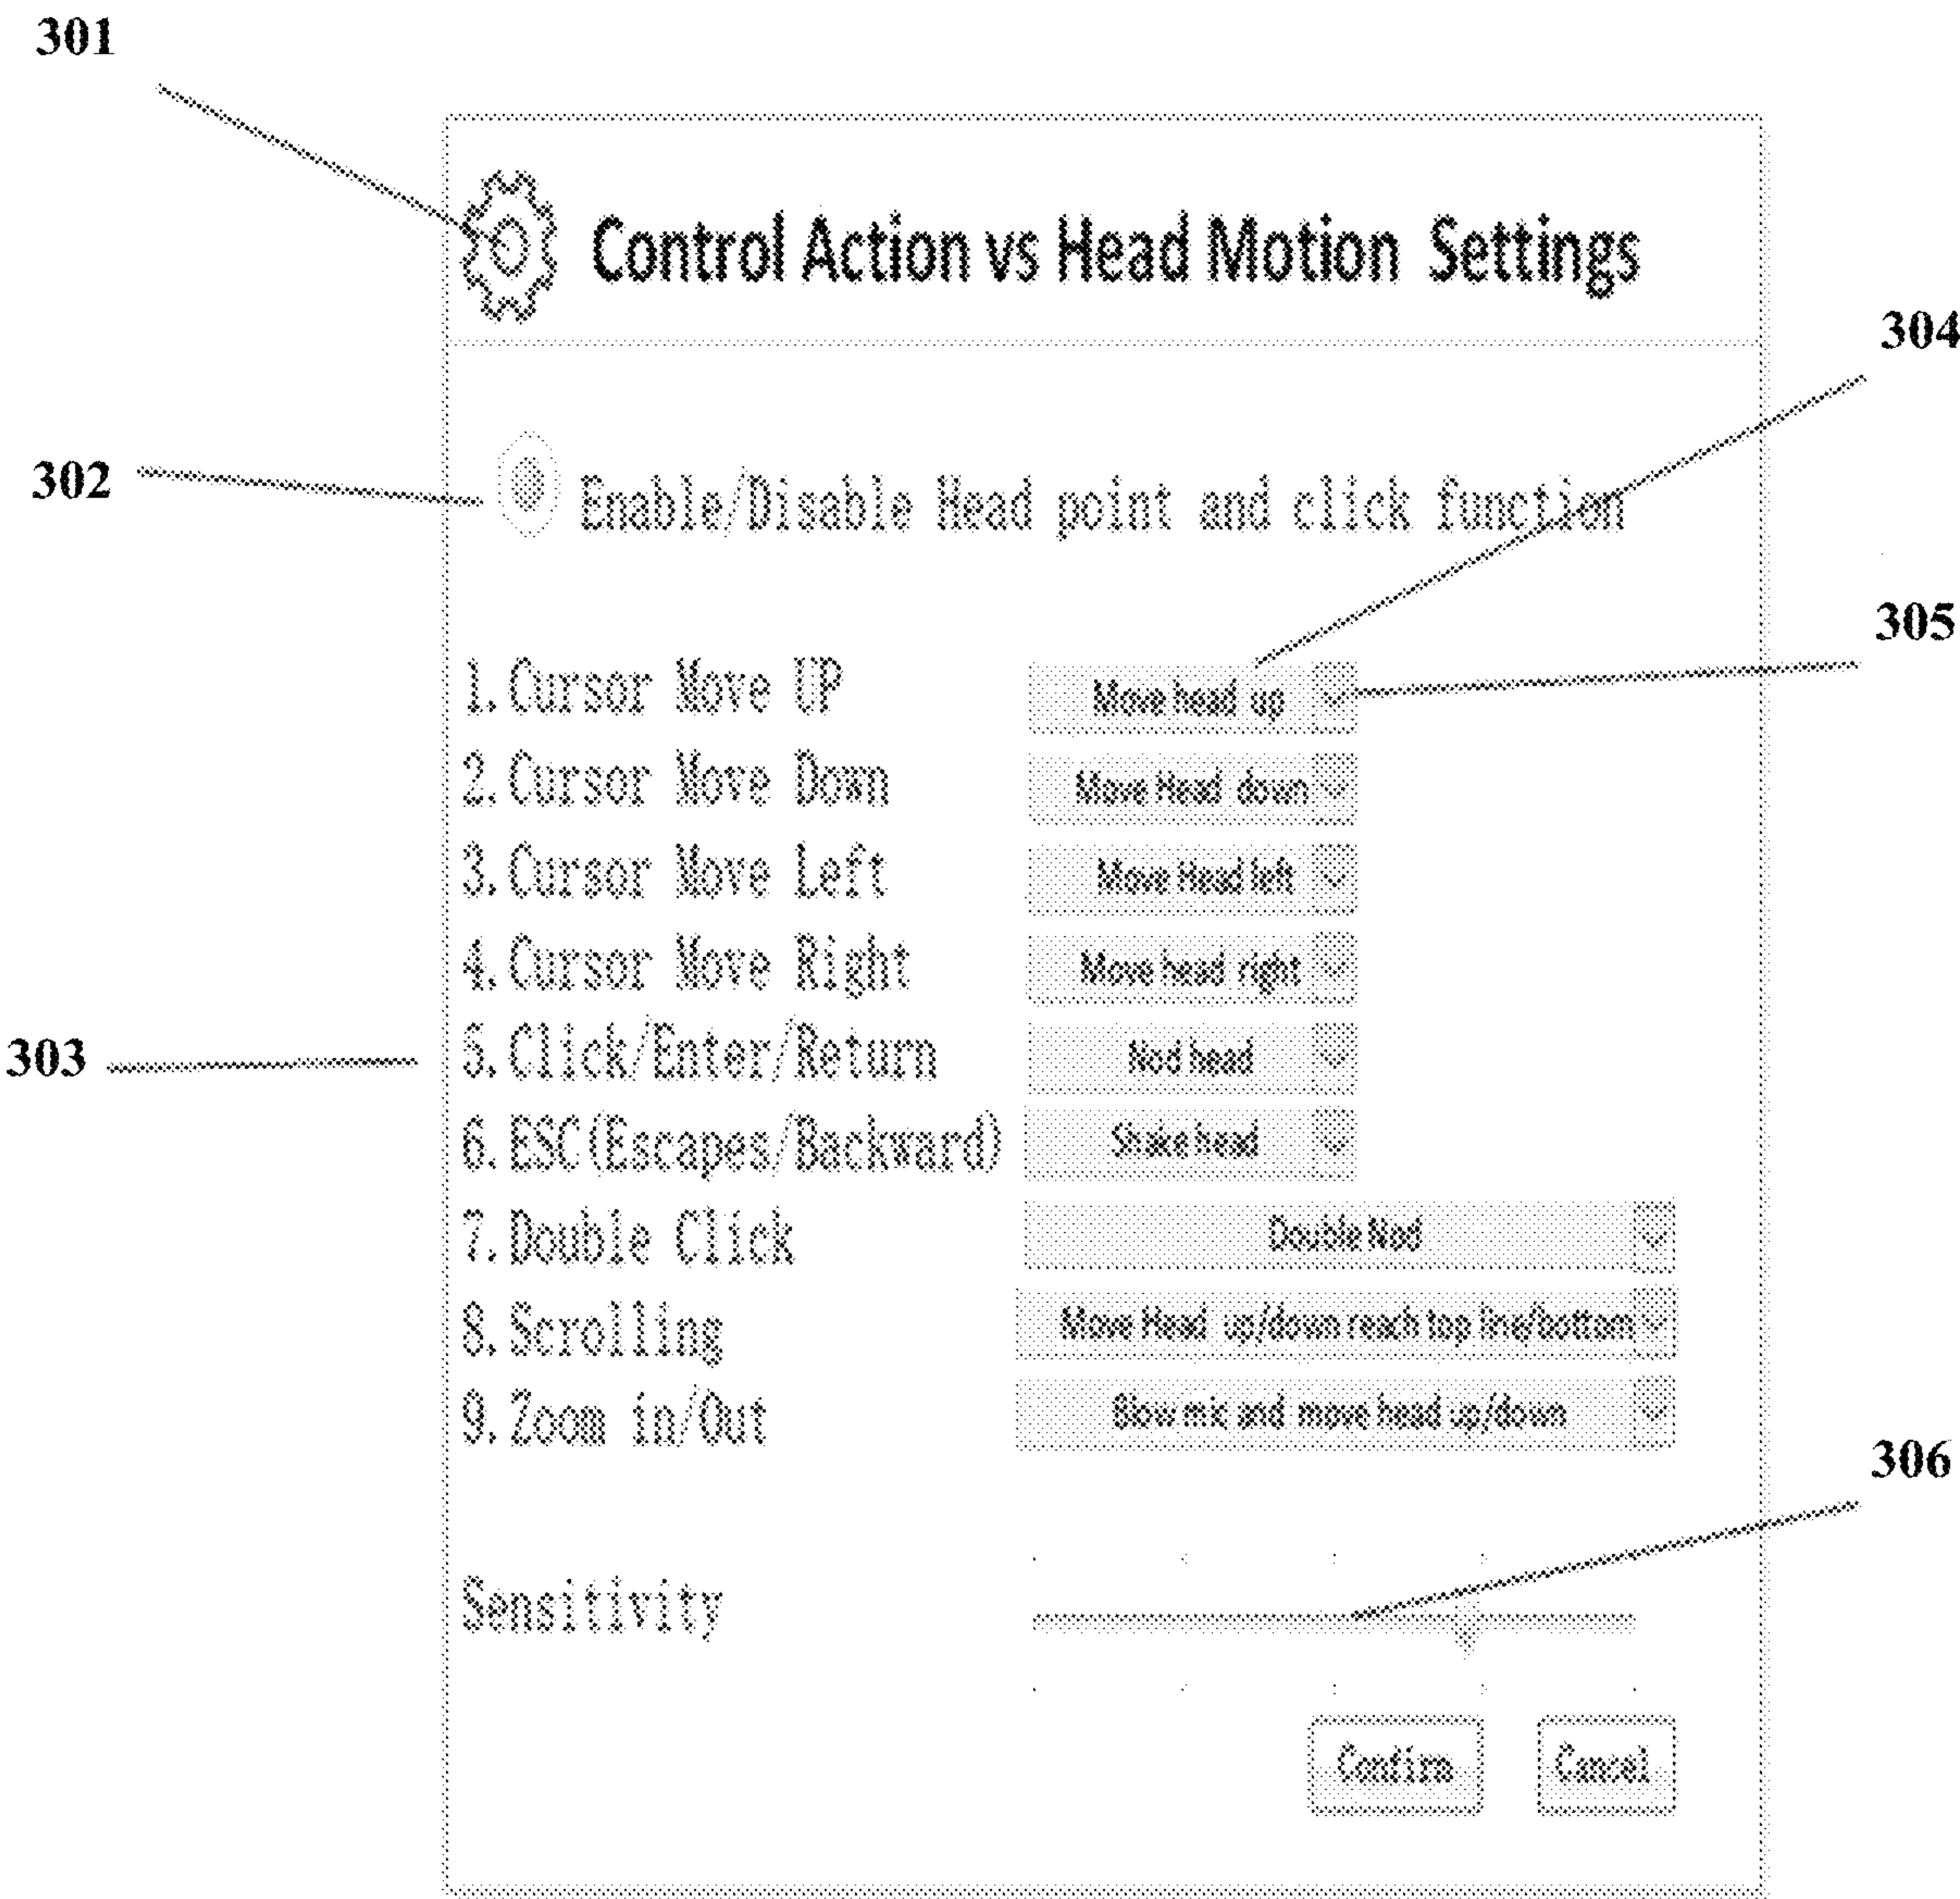 301
Control Action vs Head Motion Settings
304
302
Enable/Disable Head point and click function
305
1. Cursor Move UP Move head up
2. Cursor Move Down Move Head down
3. Cursor Move Left Move Head left
4. Cursor Move Right Move head right
303
5. Click/Enter/Return Nod head
6. ESC(Escapes/Backward) Shake head
7. Double Click Double Nod
8. Scrolling Move Head up/down reach top line/bottom
9. Zoom in/Out Blow mic and move head up/down
306
Sensitivity
Confirm Cancel